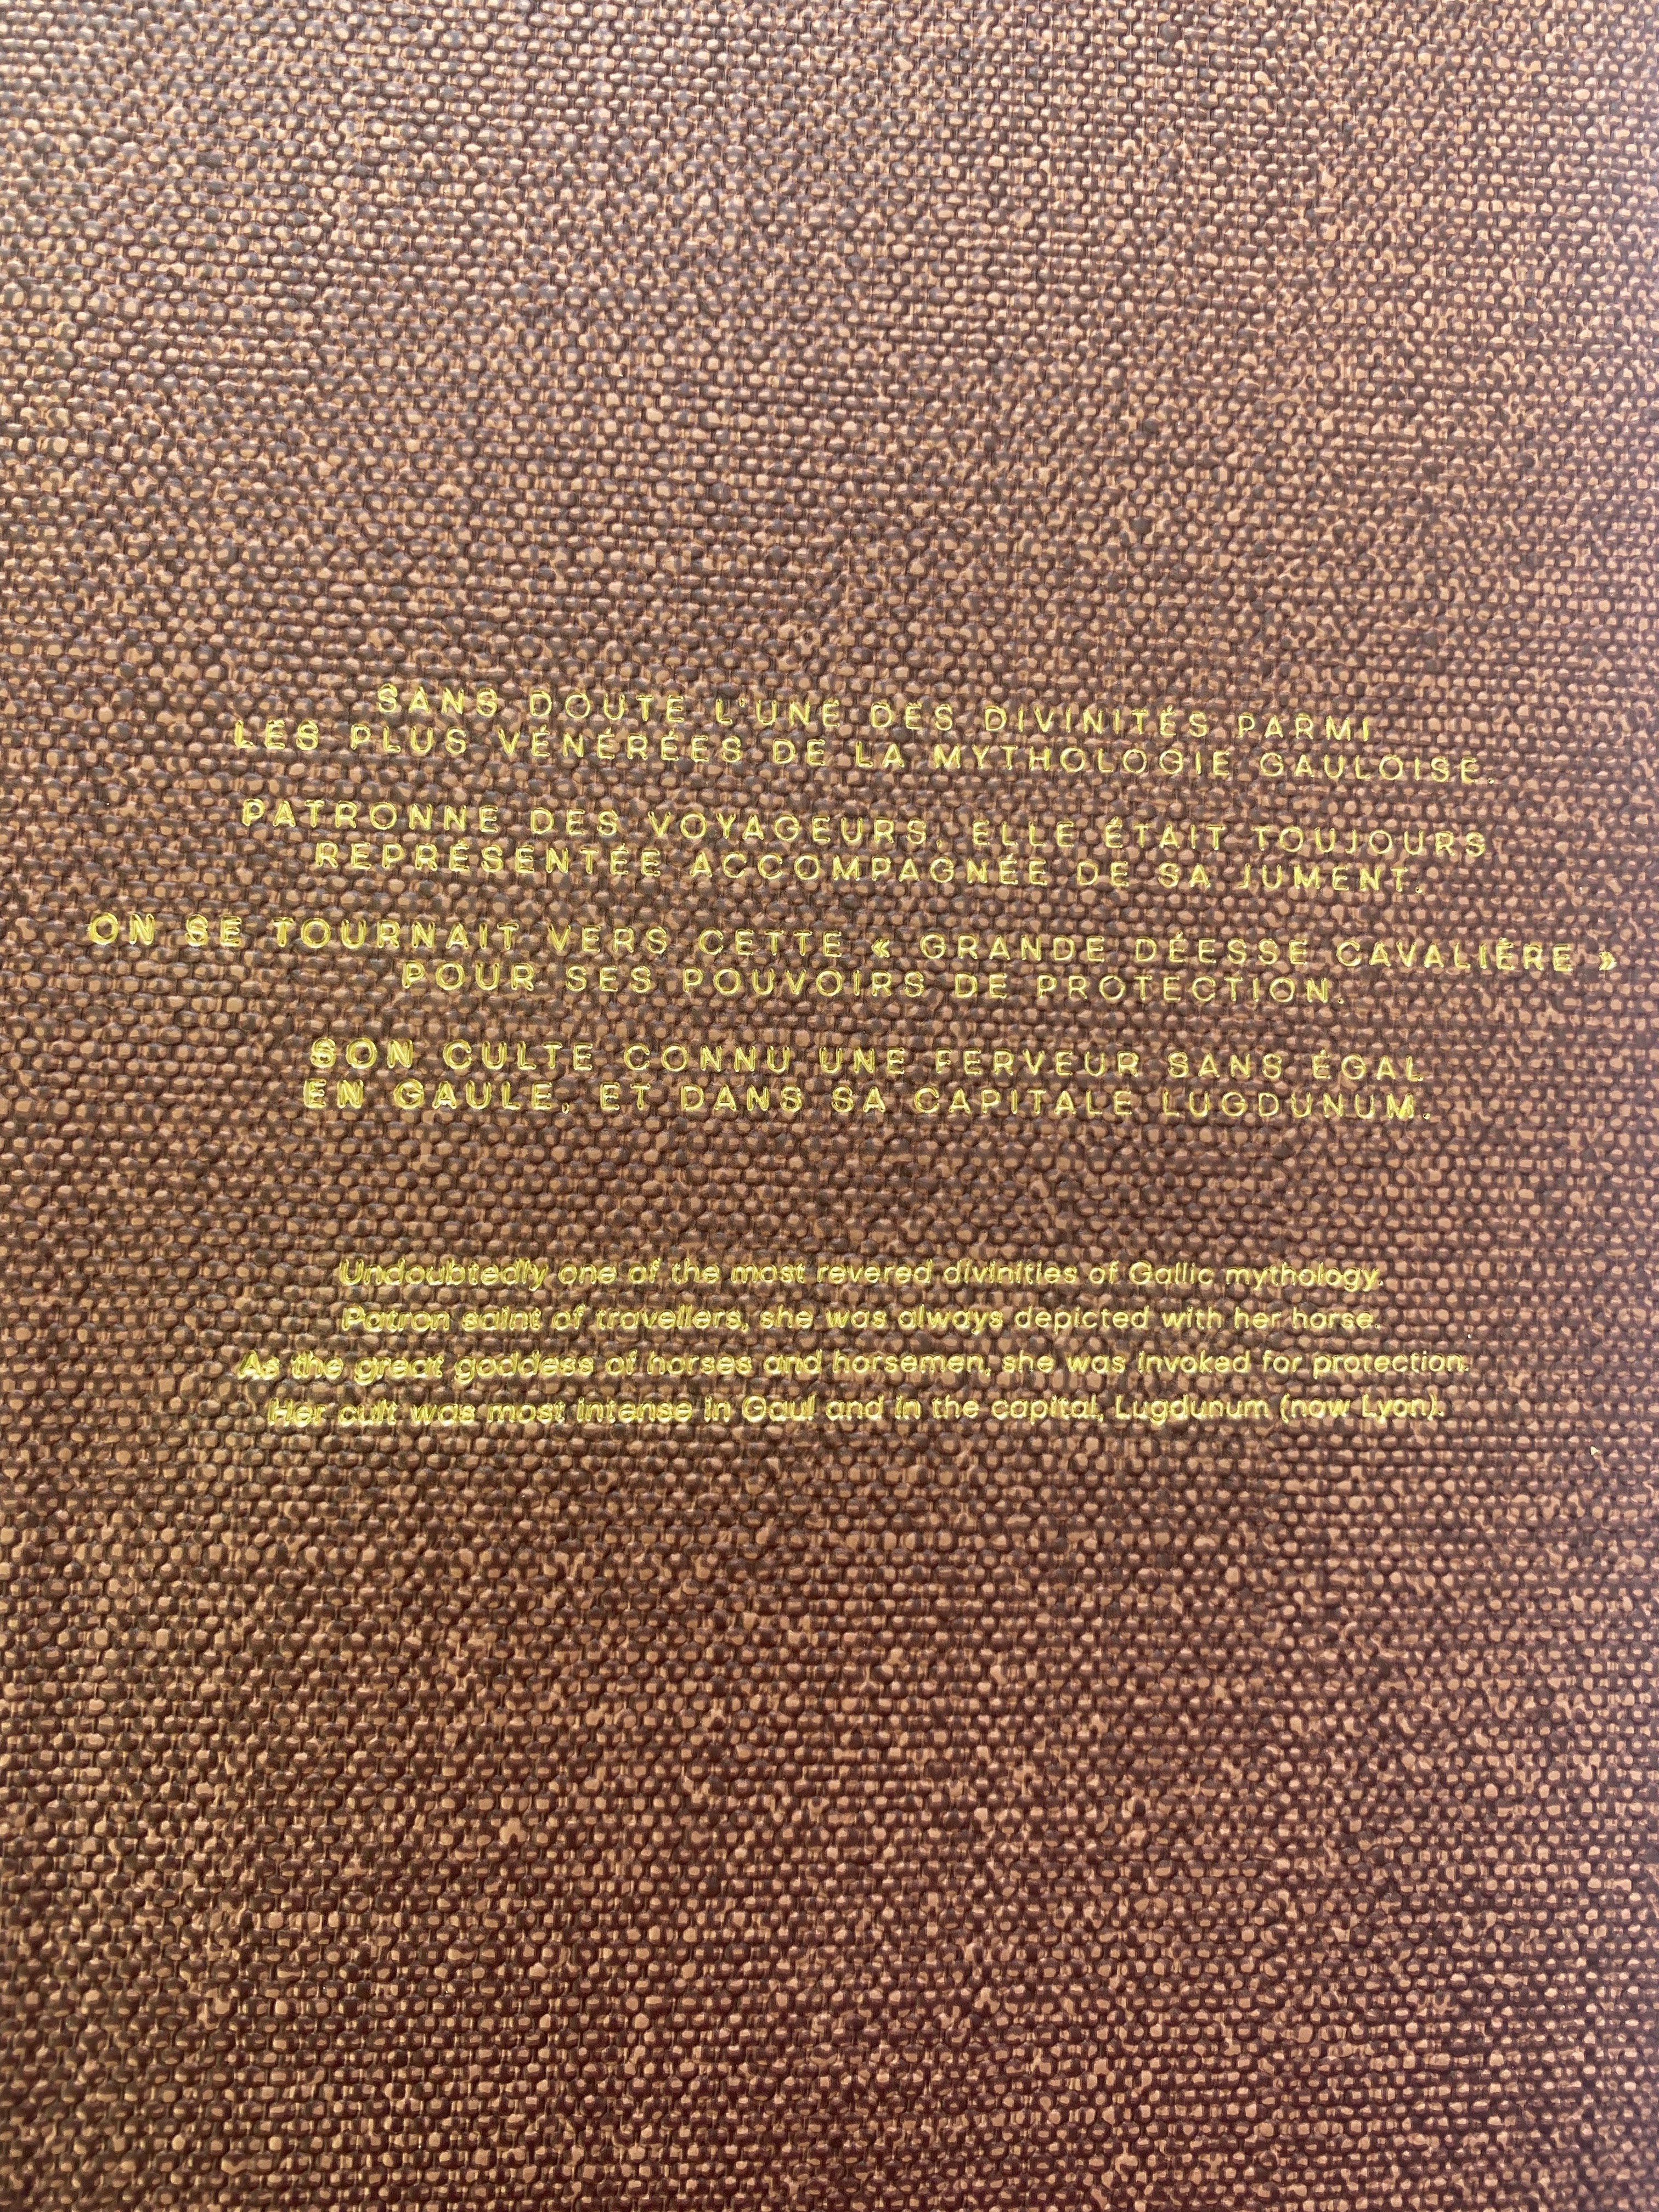 SANS DOUTE L'UNE DES DIVINITÉS PARMI
LES PLUS VÉNÉRÉES DE LA MYTHOLOGIE GAULOISE.
PATRONNE DES VOYAGEURS, ELLE ÉTAIT TOUJOURS
REPRÉSENTÉE ACCOMPAGNÉE DE SA JUMENT.
ON SE TOURNAIT VERS CETTE « GRANDE DÉESSE CAVALIÈRE »
POUR SES POUVOIRS DE PROTECTION.
SON CULTE CONNU UNE FERVEUR SANS ÉGAL
EN GAULE, ET DANS SA CAPITALE LUGDUNUM.
Undoubtedly one of the most revered divinities of Gallic mythology.
Patron saint of travellers, she was always depicted with her horse.
As the great goddess of horses and horsemen, she was invoked for protection.
Her cult was most intense in Gaul and in the capital, Lugdunum (now Lyon).